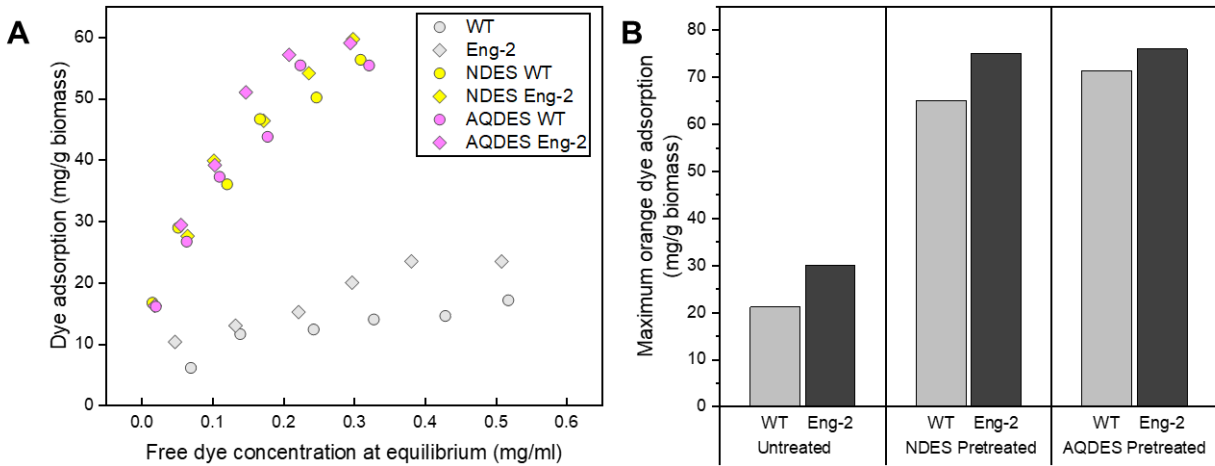 A
Dye adsorption (mg/g biomass)
60
50
40
30
20
10
0
0.0 0.1 0.2 0.3 0.4 0.5 0.6
Free dye concentration at equilibrium (mg/ml)
WT
Eng-2
NDES WT
NDES Eng-2
AQDES WT
AQDES Eng-2
B
Maximum orange dye adsorption
(mg/g biomass)
80
70
60
50
40
30
20
10
0
WT Eng-2 WT Eng-2 WT Eng-2
Untreated NDES Pretreated AQDES Pretreated